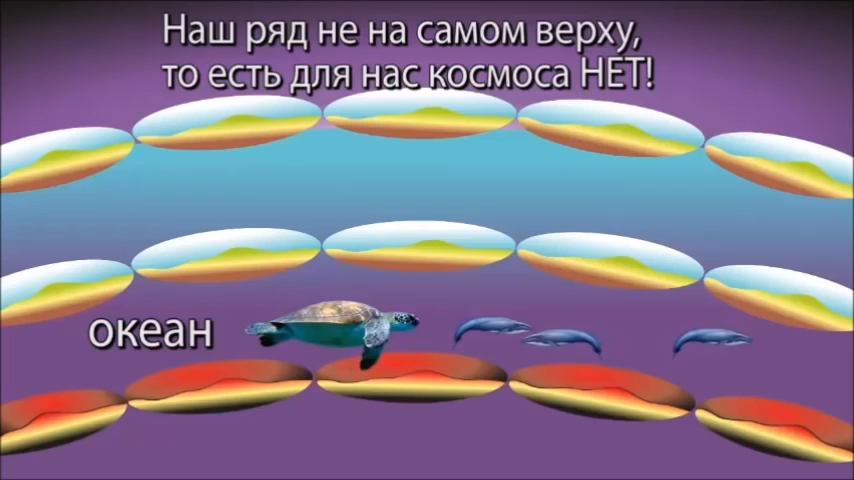 Наш ряд не на самом верху,
то есть для нас космоса НЕТ!
океан